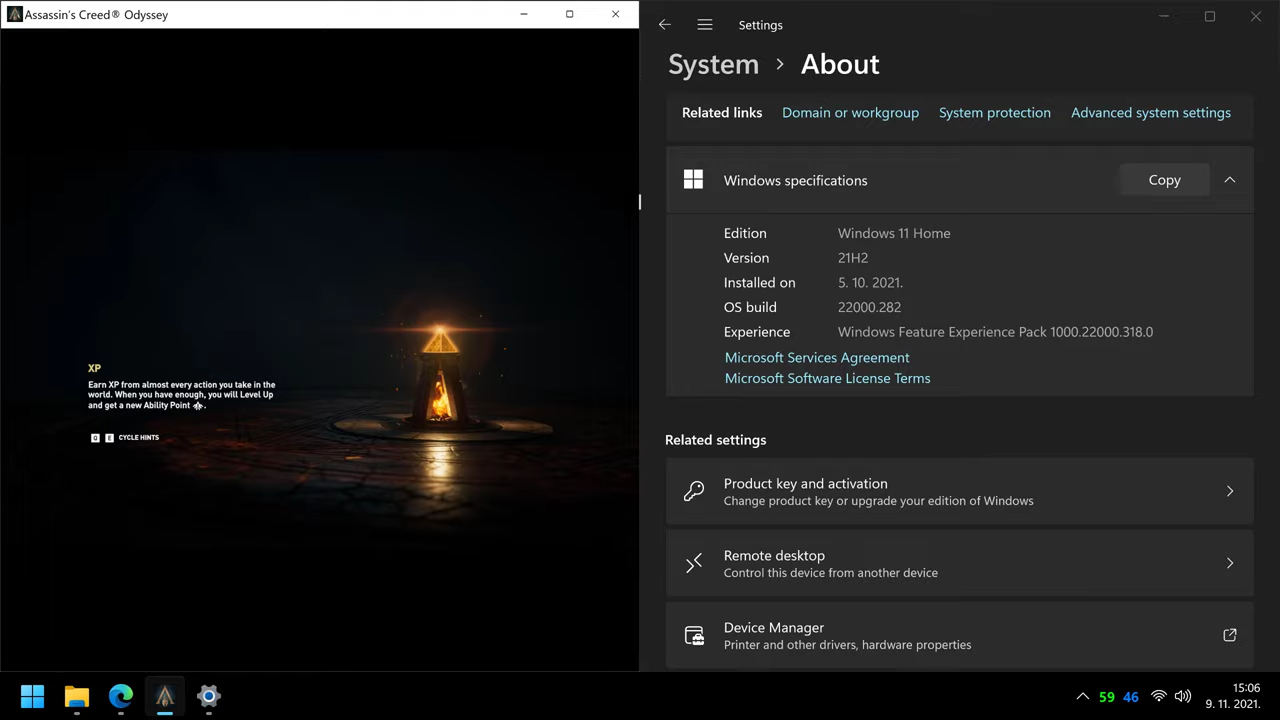 Assassin's Creed® Odyssey
XP
Earn XP from almost every action you take in the
world. When you have enough, you will Level Up
and get a new Ability Point .
Q E CYCLE HINTS
Settings
System > About
Related links Domain or workgroup System protection Advanced system settings
Windows specifications Copy
Edition Windows 11 Home
Version 21H2
Installed on 5. 10. 2021.
OS build 22000.282
Experience Windows Feature Experience Pack 1000.22000.318.0
Microsoft Services Agreement
Microsoft Software License Terms
Related settings
Product key and activation
Change product key or upgrade your edition of Windows
Remote desktop
Control this device from another device
Device Manager
Printer and other drivers, hardware properties
59 46
15:06
9. 11. 2021.